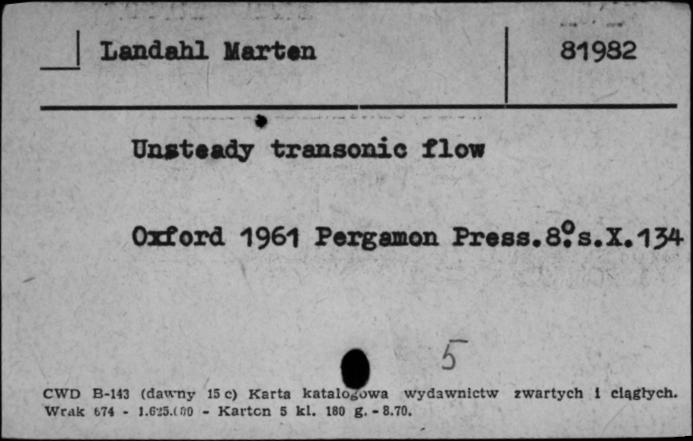 Landahl Marten 81982
Unsteady transonic flow
Oxford 1961 Pergamon Press.8°.s.X.134
5
CWD B-143 (dawny 15 c) Karta katalogowa wydawnictw zwartych i ciągłych.
Wrak 674 - 1.625.000 - Karton 5 kl. 180 g. - 8.70.